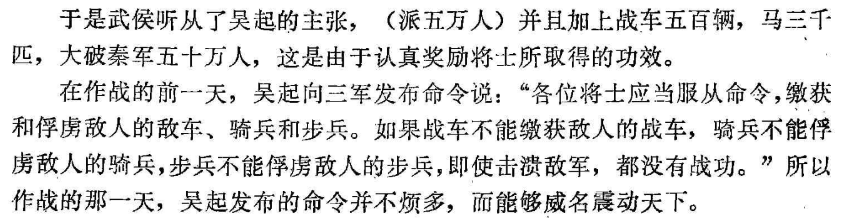 于是武侯听从了吴起的主张，（派五万人）并且加上战车五百辆，马三千
匹，大破秦军五十万人，这是由于认真奖励将士所取得的功效。
在作战的前一天，吴起向三军发布命令说：“各位将士应当服从命令，缴获
和俘虏敌人的敌车、骑兵和步兵。如果战车不能缴获敌人的战车，骑兵不能俘
虏敌人的骑兵，步兵不能俘虏敌人的步兵，即使击溃敌军，都没有战功。”所以
作战的那一天，吴起发布的命令并不烦多，而能够威名震动天下。